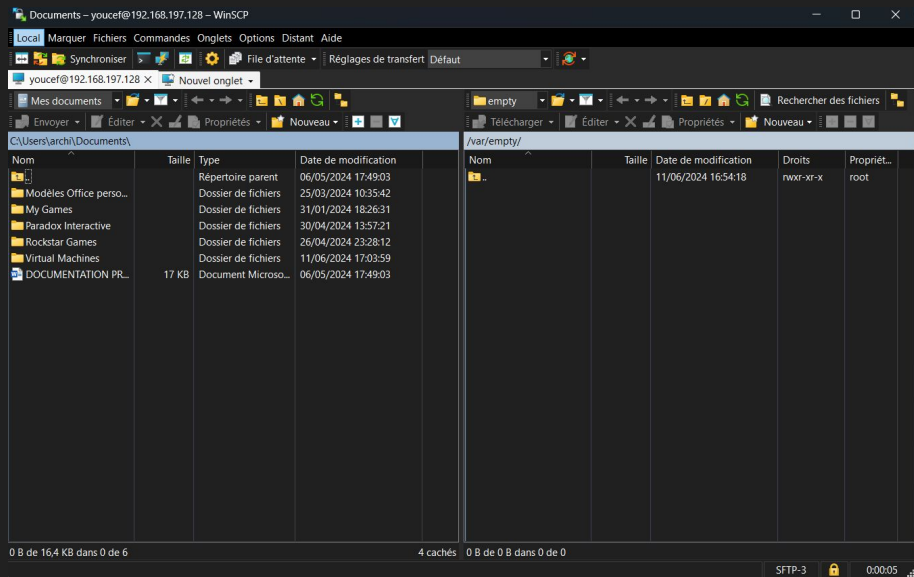 Documents – youcef@192.168.197.128 – WinSCP
Local Marquer Fichiers Commandes Onglets Options Distant Aide
Synchroniser File d'attente Réglages de transfert Défaut
youcef@192.168.197.128 × Nouvel onglet
Mes documents
Envoyer Éditer Propriétés Nouveau
C:\Users\archi\Documents\
Nom Taille Type Date de modification
.. Répertoire parent 06/05/2024 17:49:03
Modèles Office perso... Dossier de fichiers 25/03/2024 10:35:42
My Games Dossier de fichiers 31/01/2024 18:26:31
Paradox Interactive Dossier de fichiers 30/04/2024 13:57:21
Rockstar Games Dossier de fichiers 26/04/2024 23:28:12
Virtual Machines Dossier de fichiers 11/06/2024 17:03:59
DOCUMENTATION PR... 17 KB Document Microso... 06/05/2024 17:49:03
0 B de 16,4 KB dans 0 de 6 4 cachés
empty Rechercher des fichiers
Télécharger Éditer Propriétés Nouveau
/var/empty/
Nom Taille Date de modification Droits Propriét...
.. 11/06/2024 16:54:18 rwxr-xr-x root
0 B de 0 B dans 0 de 0
SFTP-3 0:00:05